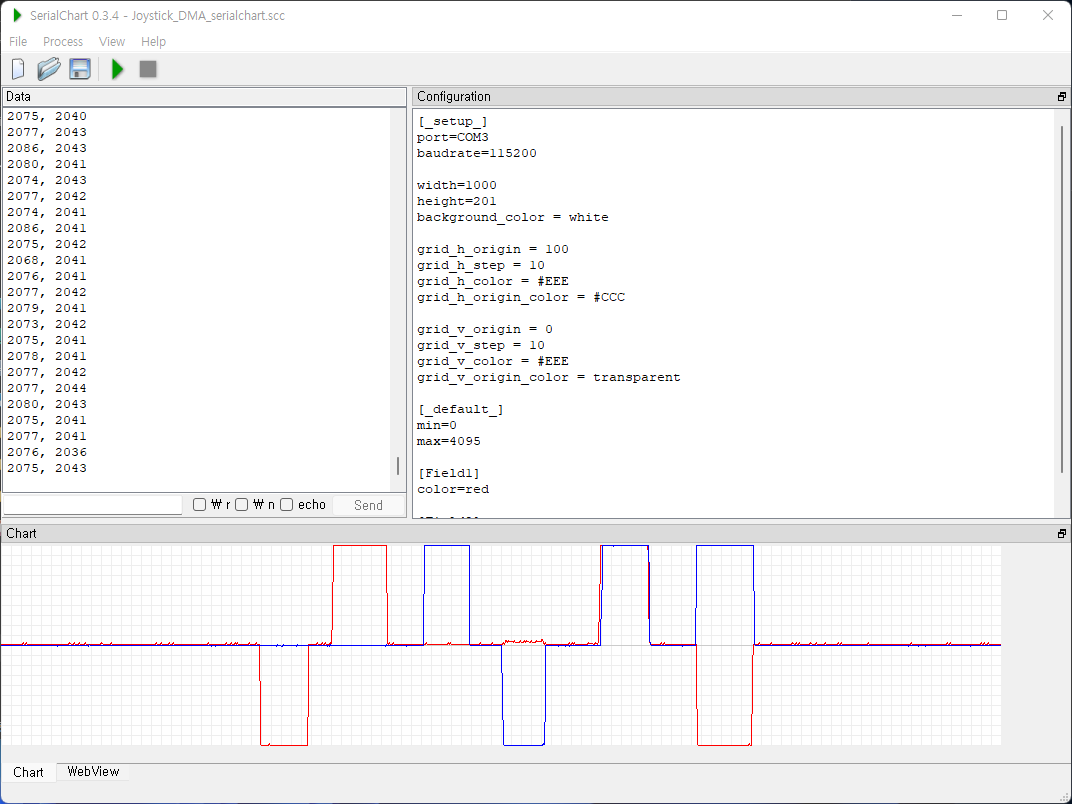 SerialChart 0.3.4 - Joystick_DMA_serialchart.scc
File Process View Help
Data
2075, 2040
2077, 2043
2086, 2043
2080, 2041
2074, 2043
2077, 2042
2074, 2041
2086, 2041
2075, 2042
2068, 2041
2076, 2041
2077, 2042
2079, 2041
2073, 2042
2075, 2041
2078, 2041
2077, 2042
2077, 2044
2080, 2043
2075, 2041
2077, 2041
2076, 2036
2075, 2043
₩ r ₩ n echo Send
Configuration
[_setup_]
port=COM3
baudrate=115200
width=1000
height=201
background_color = white
grid_h_origin = 100
grid_h_step = 10
grid_h_color = #EEE
grid_h_origin_color = #CCC
grid_v_origin = 0
grid_v_step = 10
grid_v_color = #EEE
grid_v_origin_color = transparent
[_default_]
min=0
max=4095
[Field1]
color=red
Chart
Chart WebView